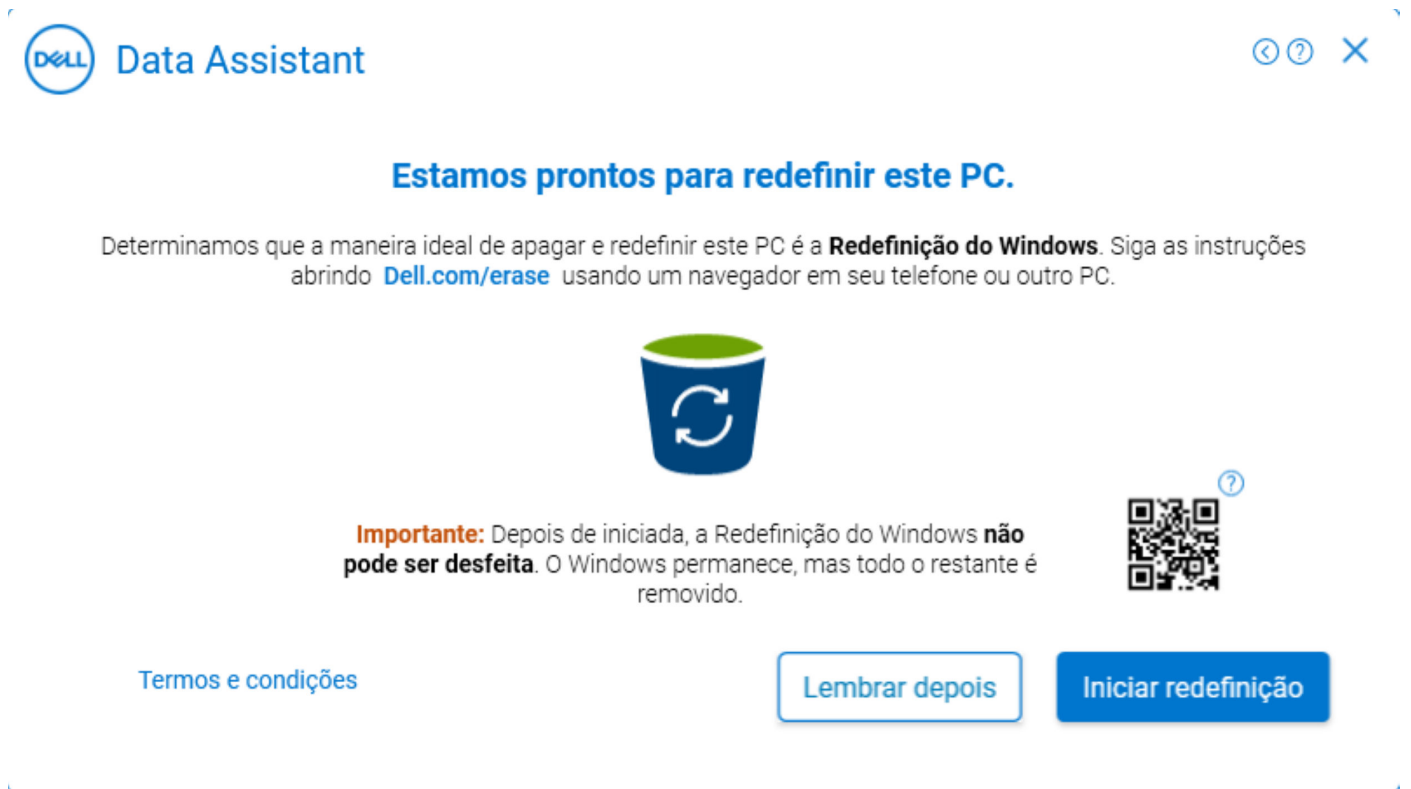 DELL Data Assistant
Estamos prontos para redefinir este PC.
Determinamos que a maneira ideal de apagar e redefinir este PC é a Redefinição do Windows. Siga as instruções
abrindo Dell.com/erase usando um navegador em seu telefone ou outro PC.
Importante: Depois de iniciada, a Redefinição do Windows não
pode ser desfeita. O Windows permanece, mas todo o restante é
removido.
Termos e condições
Lembrar depois
Iniciar redefinição